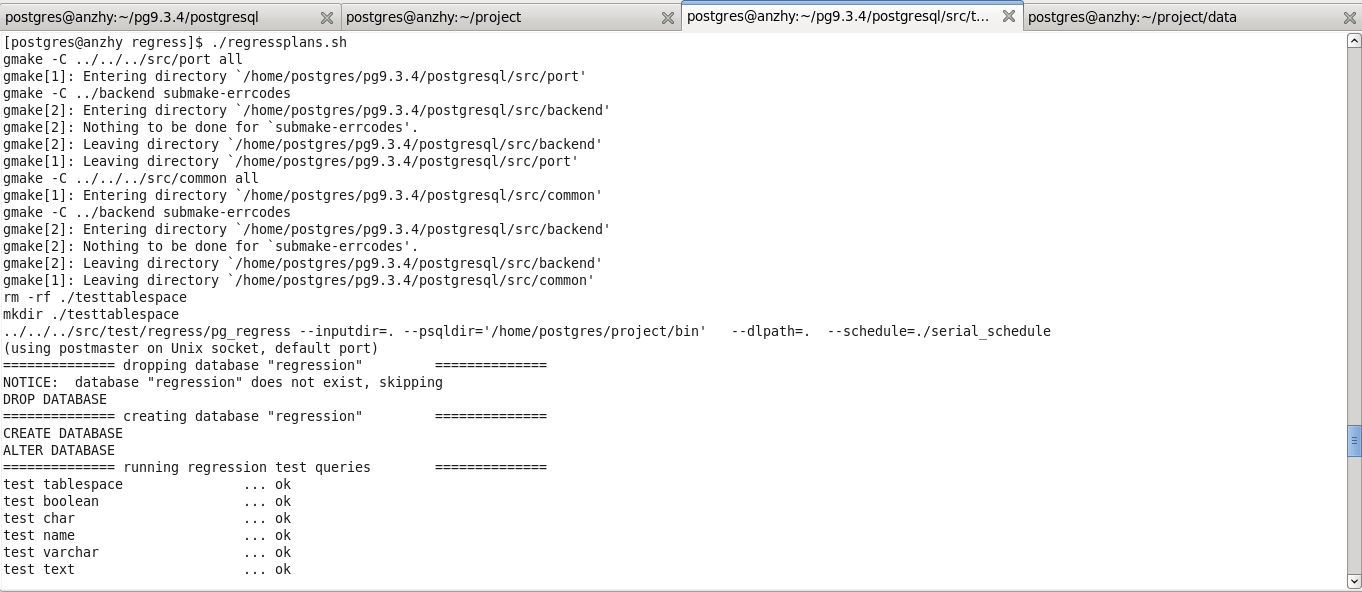 postgres@anzhy:~/pg9.3.4/postgresql
postgres@anzhy:~/project
postgres@anzhy:~/pg9.3.4/postgresql/src/t...
postgres@anzhy:~/project/data
[postgres@anzhy regress]$ ./regressplans.sh
gmake -C ../../../src/port all
gmake[1]: Entering directory `/home/postgres/pg9.3.4/postgresql/src/port'
gmake -C ../backend submake-errcodes
gmake[2]: Entering directory `/home/postgres/pg9.3.4/postgresql/src/backend'
gmake[2]: Nothing to be done for `submake-errcodes'.
gmake[2]: Leaving directory `/home/postgres/pg9.3.4/postgresql/src/backend'
gmake[1]: Leaving directory `/home/postgres/pg9.3.4/postgresql/src/port'
gmake -C ../../../src/common all
gmake[1]: Entering directory `/home/postgres/pg9.3.4/postgresql/src/common'
gmake -C ../backend submake-errcodes
gmake[2]: Entering directory `/home/postgres/pg9.3.4/postgresql/src/backend'
gmake[2]: Nothing to be done for `submake-errcodes'.
gmake[2]: Leaving directory `/home/postgres/pg9.3.4/postgresql/src/backend'
gmake[1]: Leaving directory `/home/postgres/pg9.3.4/postgresql/src/common'
rm -rf ./testtablespace
mkdir ./testtablespace
../../../src/test/regress/pg_regress --inputdir=. --psqldir='/home/postgres/project/bin'   --dlpath=.  --schedule=./serial_schedule
(using postmaster on Unix socket, default port)
============== dropping database "regression"         ==============
NOTICE:  database "regression" does not exist, skipping
DROP DATABASE
============== creating database "regression"         ==============
CREATE DATABASE
ALTER DATABASE
============== running regression test queries        ==============
test tablespace               ... ok
test boolean                  ... ok
test char                     ... ok
test name                     ... ok
test varchar                  ... ok
test text                     ... ok